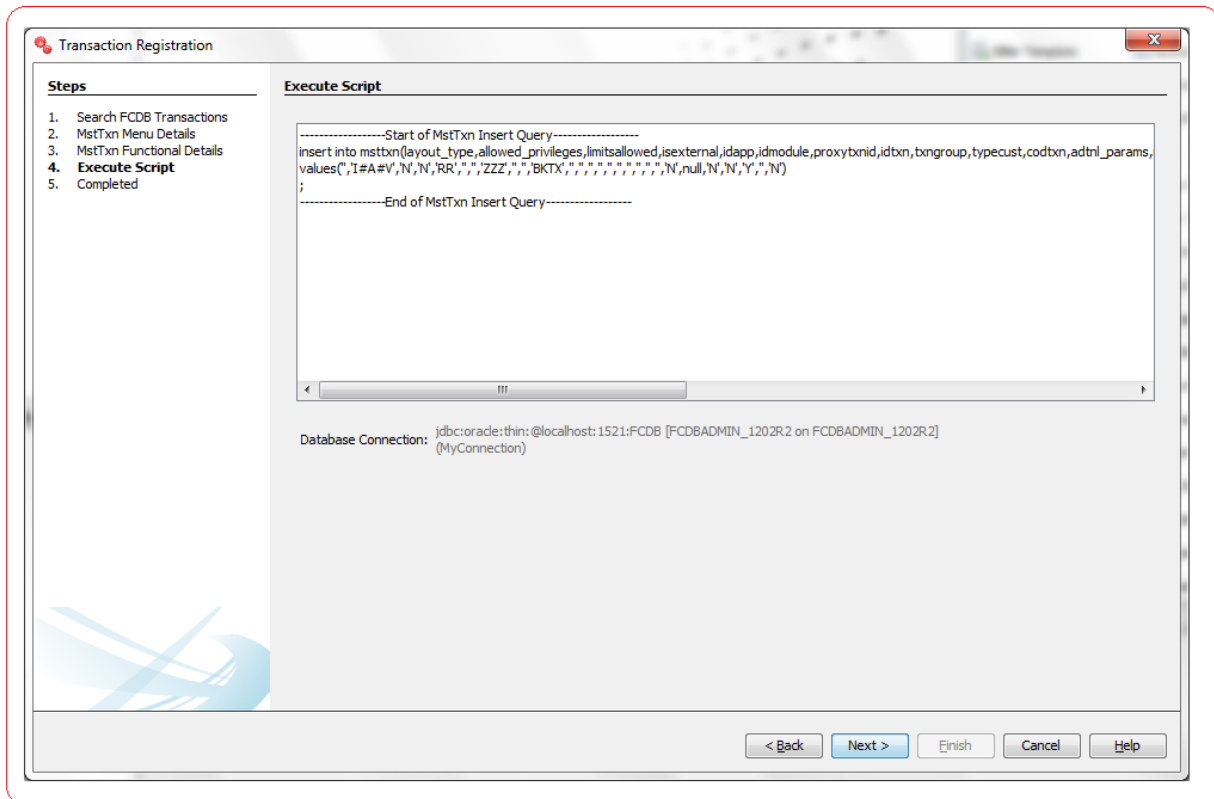 Transaction Registration
Steps
1. Search FCDB Transactions
2. MstTxn Menu Details
3. MstTxn Functional Details
4. Execute Script
5. Completed
Execute Script
------------------Start of MstTxn Insert Query------------------
insert into msttxn(layout_type,allowed_privileges,limitsallowed,isexternal,idapp,idmodule,proxytxnid,idtxn,txngroup,typecust,codtxn,adtnl_params,
values('','I#A#V','N','N','RR','','','ZZZ','','','BKTX','','','','','','','','','','N',null,'N','N','Y','','N')
;
------------------End of MstTxn Insert Query------------------
Database Connection: jdbc:oracle:thin:@localhost:1521:FCDB [FCDBADMIN_1202R2 on FCDBADMIN_1202R2]
(MyConnection)
< Back Next > Finish Cancel Help